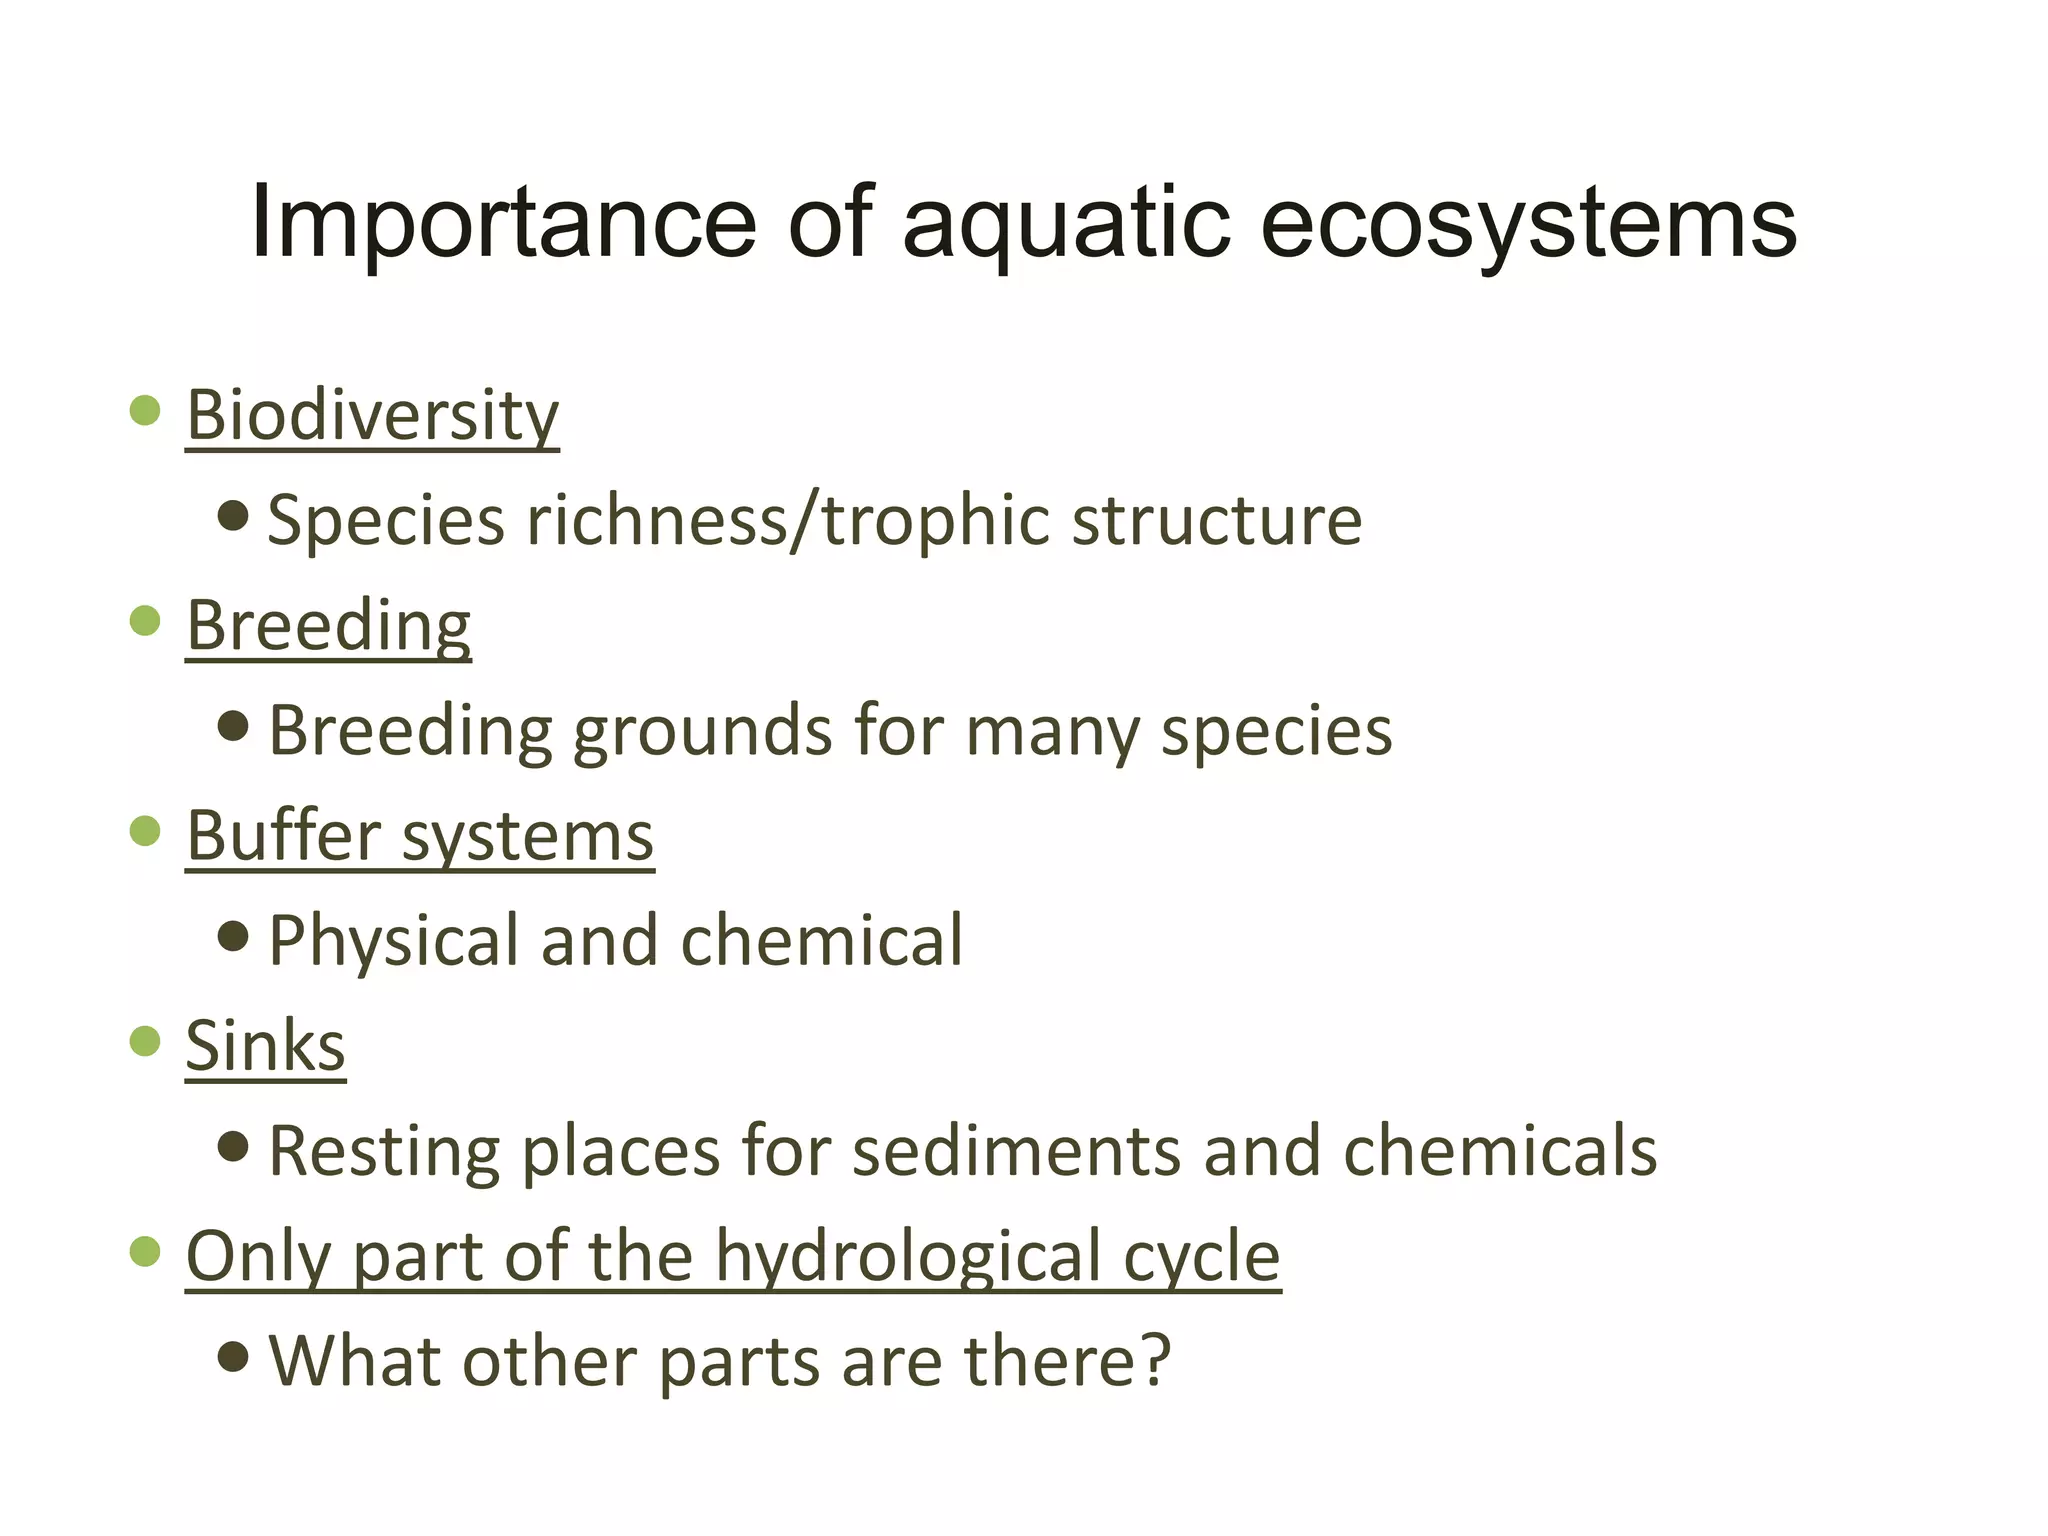 Importance of aquatic ecosystems
Biodiversity
Species richness/trophic structure
Breeding
Breeding grounds for many species
Buffer systems
Physical and chemical
Sinks
Resting places for sediments and chemicals
Only part of the hydrological cycle
What other parts are there?